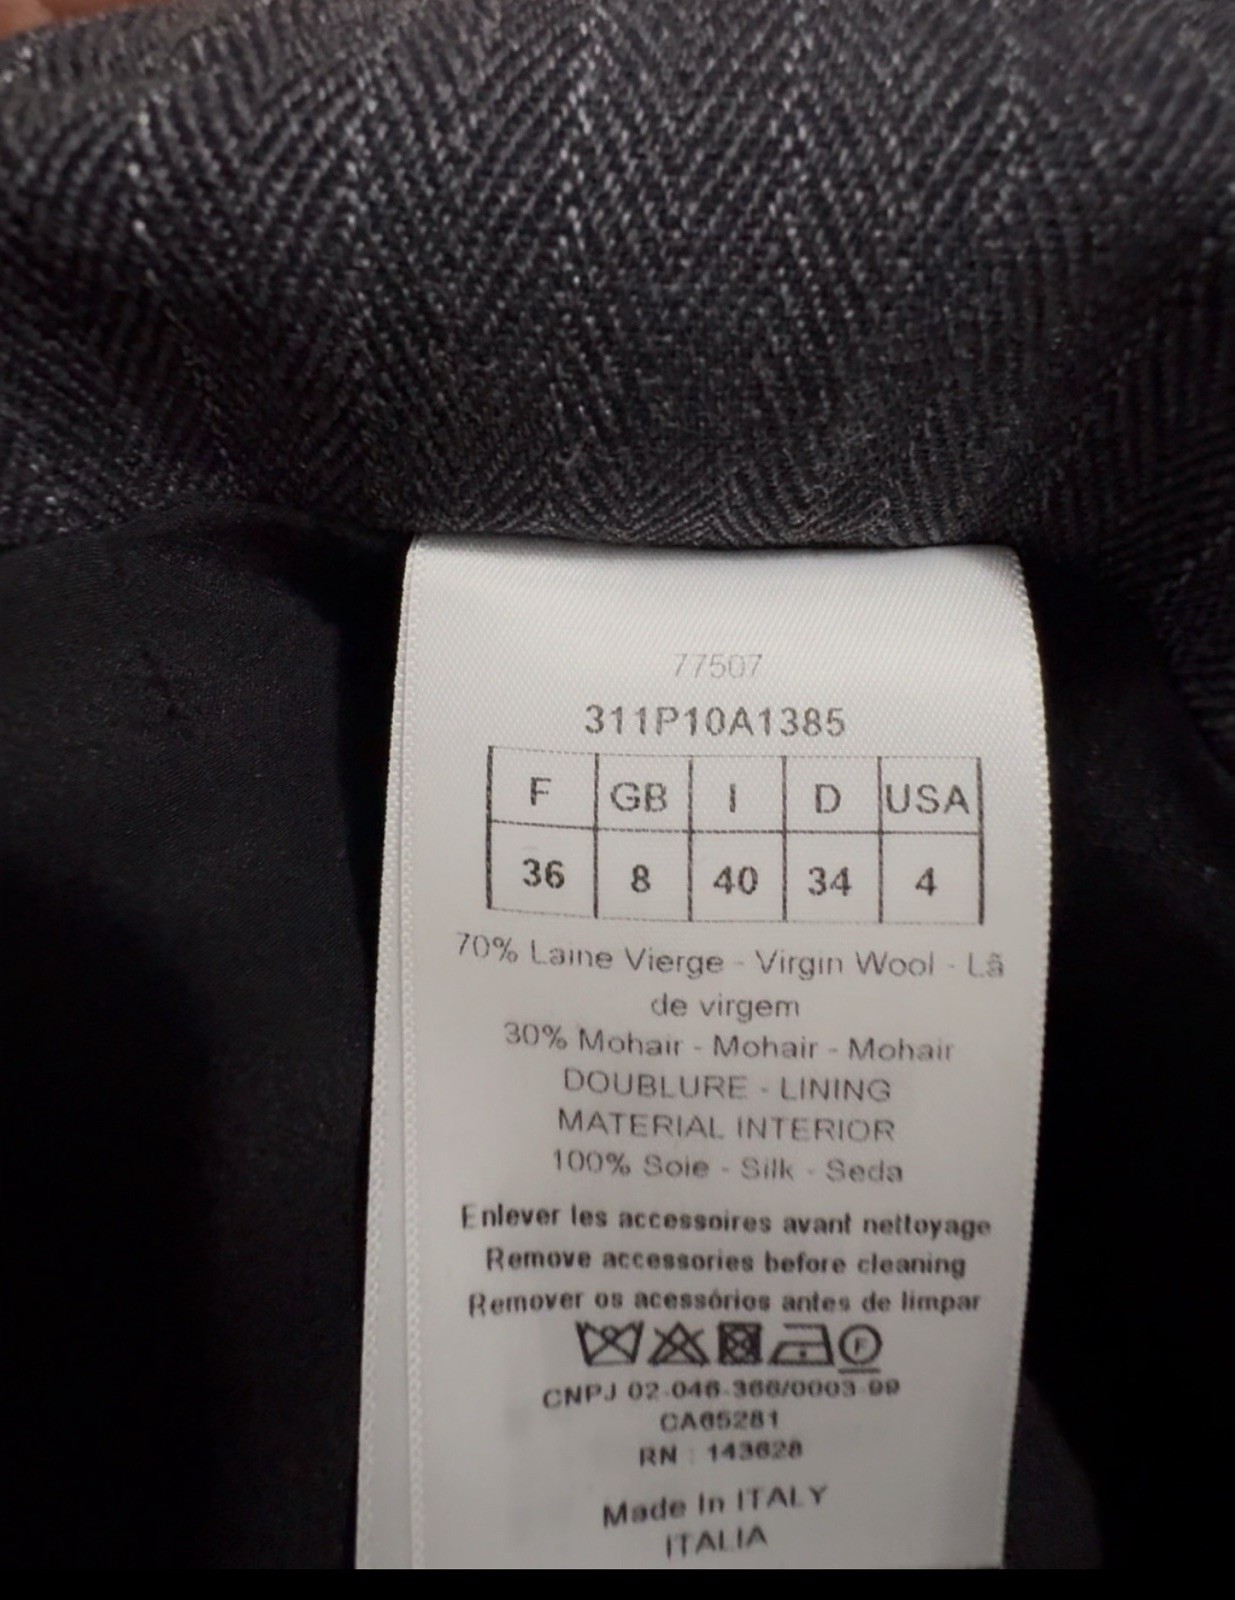 77507
311P10A1385
F GB I D USA
36 8 40 34 4
70% Laine Vierge - Virgin Wool - Lã
de virgem
30% Mohair - Mohair - Mohair
DOUBLURE - LINING
MATERIAL INTERIOR
100% Soie - Silk - Seda
Enlever les accessoires avant nettoyage
Remove accessories before cleaning
Remover os acessórios antes de limpar
F
CNPJ 02-046-366/0003-99
CA65281
RN : 143628
Made In ITALY
ITALIA